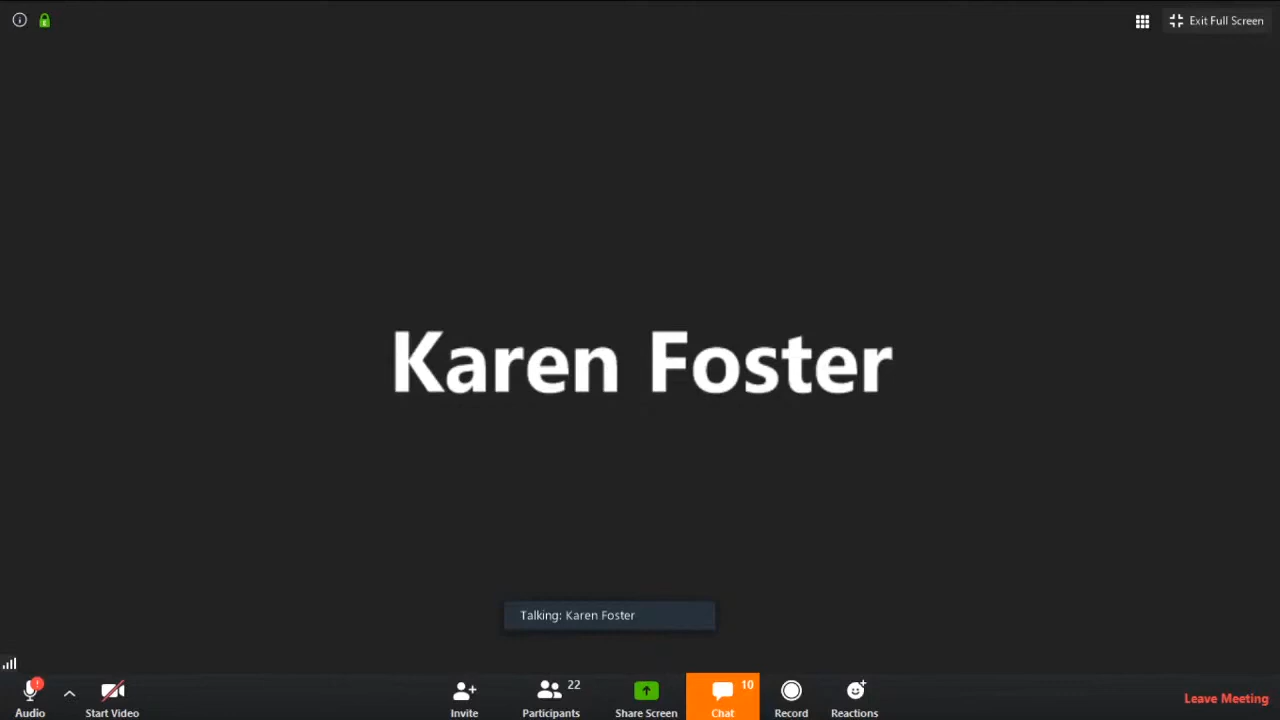 Exit Full Screen
Karen Foster
Talking: Karen Foster
Audio
Start Video
Invite
Participants 22
Share Screen
Chat 10
Record
Reactions
Leave Meeting